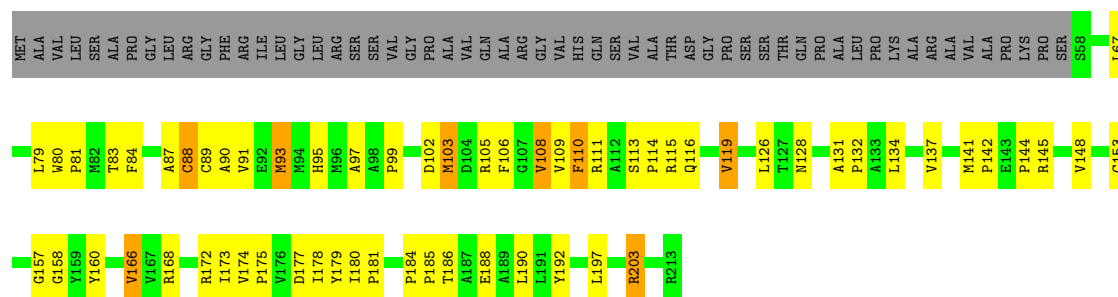 MET ALA VAL LEU SER ALA PRO GLY LEU ARG GLY PHE ARG ILE LEU GLY LEU ARG SER SER VAL GLY PRO ALA VAL GLN ALA ARG GLY VAL HIS GLN SER VAL ALA THR ASP GLY PRO SER SER THR GLN PRO ALA LEU PRO LYS ALA ARG ALA VAL ALA PRO LYS PRO SER S58 L67
L79 W80 P81 M82 T83 F84 A87 C88 C89 A90 V91 E92 M93 M94 H95 M96 A97 A98 P99 D102 M103 D104 R105 F106 G107 V108 V109 F110 R111 A112 S113 P114 R115 Q116 V119 L126 T127 N128 A131 P132 A133 L134 V137 M141 P142 E143 P144 R145 V148 G153
G157 G158 Y159 Y160 V166 V167 R168 R172 I173 V174 P175 V176 D177 I178 Y179 I180 P181 P184 P185 T186 A187 E188 A189 L190 L191 Y192 L197 R203 R213